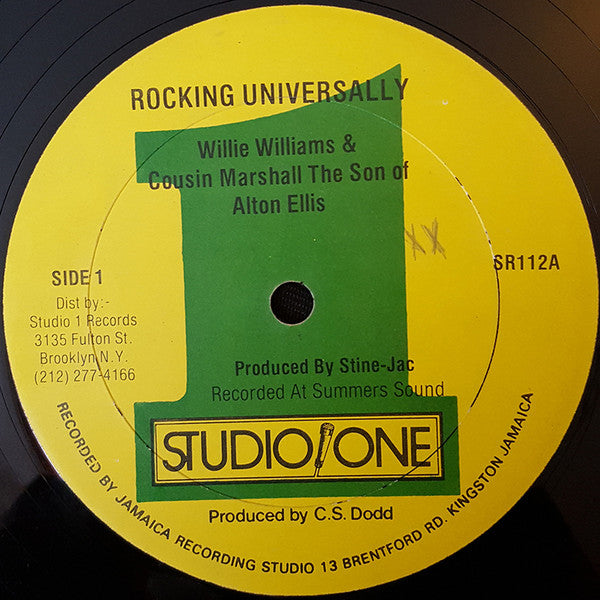 ROCKING UNIVERSALLY
Willie Williams &
Cousin Marshall The Son of
Alton Ellis
XX
SIDE 1
SR112A
Dist by:-
Studio 1 Records
3135 Fulton St.
Brooklyn N.Y.
(212) 277-4166
Produced By Stine-Jac
Recorded At Summers Sound
STUDIO ONE
Produced by C.S. Dodd
RECORDED BY JAMAICA RECORDING STUDIO 13 BRENTFORD RD. KINGSTON JAMAICA